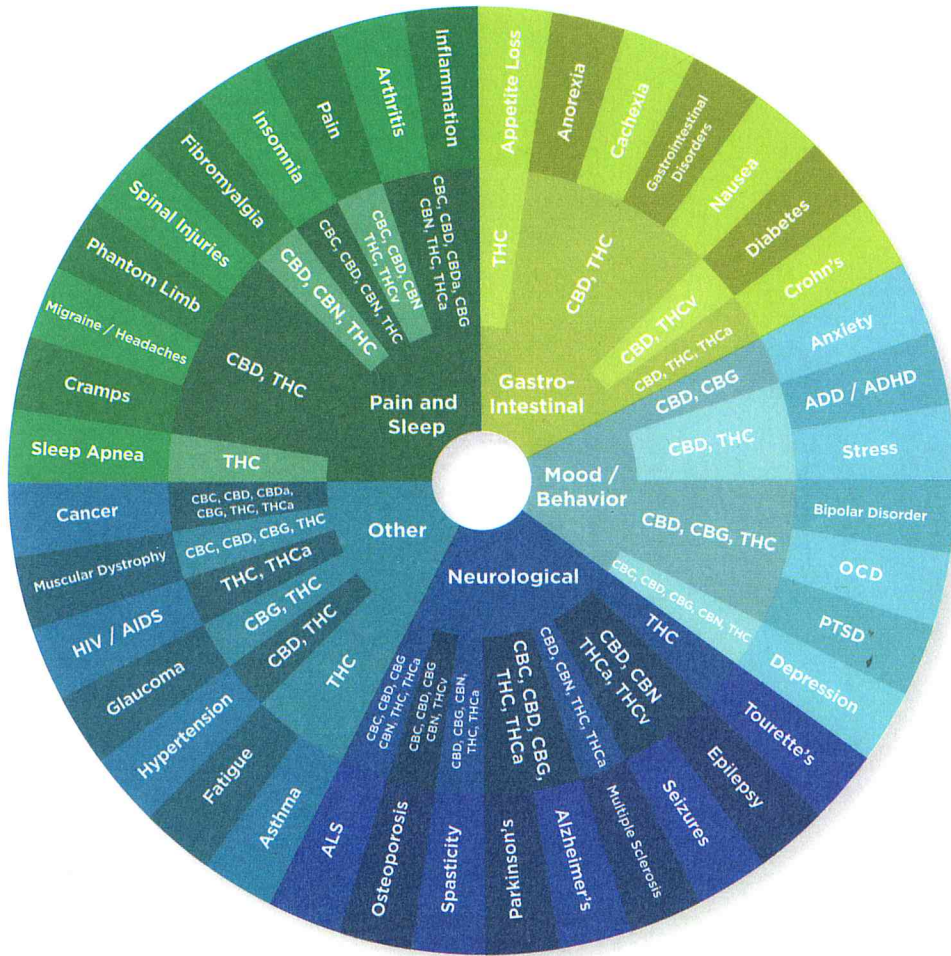 Pain and
Sleep
Inflammation
CBC, CBD, CBDa, CBG
CBN, THC, THCa
Arthritis
CBC, CBD, CBN
THC, THCv
Pain
CBC, CBD, CBN, THC
Insomnia
CBD, CBN, THC
Fibromyalgia
Spinal Injuries
Phantom Limb
Migraine / Headaches
Cramps
CBD, THC
Sleep Apnea
THC
Gastro-
Intestinal
Appetite Loss
THC
Anorexia
Cachexia
Gastrointestinal
Disorders
Nausea
CBD, THC
Diabetes
CBD, THCv
Crohn's
CBD, THC, THCa
Mood /
Behavior
Anxiety
CBD, CBG
ADD / ADHD
Stress
CBD, THC
Bipolar Disorder
OCD
PTSD
CBD, CBG, THC
Depression
CBC, CBD, CBG, CBN, THC
Neurological
Tourette's
THC
Epilepsy
Seizures
CBD, CBN
THCa, THCv
Multiple Sclerosis
CBD, CBN, THC, THCa
Alzheimer's
Parkinson's
CBC, CBD, CBG,
THC, THCa
Spasticity
CBD, CBG, CBN,
THC, THCa
Osteoporosis
CBC, CBD, CBG
CBN, THCv
ALS
CBC, CBD, CBG
CBN, THC, THCa
Other
Asthma
Fatigue
THC
Hypertension
CBD, THC
Glaucoma
CBG, THC
HIV / AIDS
THC, THCa
Muscular Dystrophy
CBC, CBD, CBG, THC
Cancer
CBC, CBD, CBDa,
CBG, THC, THCa